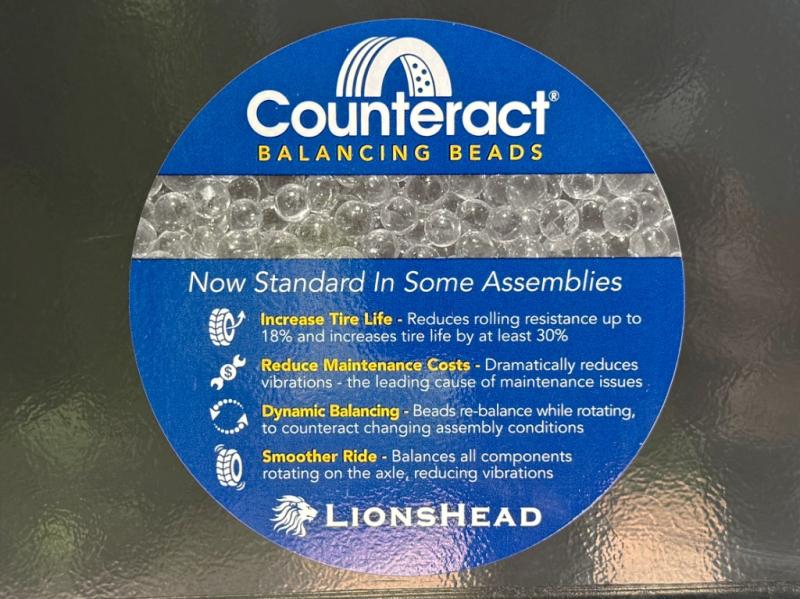 Counteract®
BALANCING BEADS
Now Standard In Some Assemblies
Increase Tire Life - Reduces rolling resistance up to
18% and increases tire life by at least 30%
$
Reduce Maintenance Costs - Dramatically reduces
vibrations - the leading cause of maintenance issues
Dynamic Balancing - Beads re-balance while rotating,
to counteract changing assembly conditions
Smoother Ride - Balances all components
rotating on the axle, reducing vibrations
LIONSHEAD